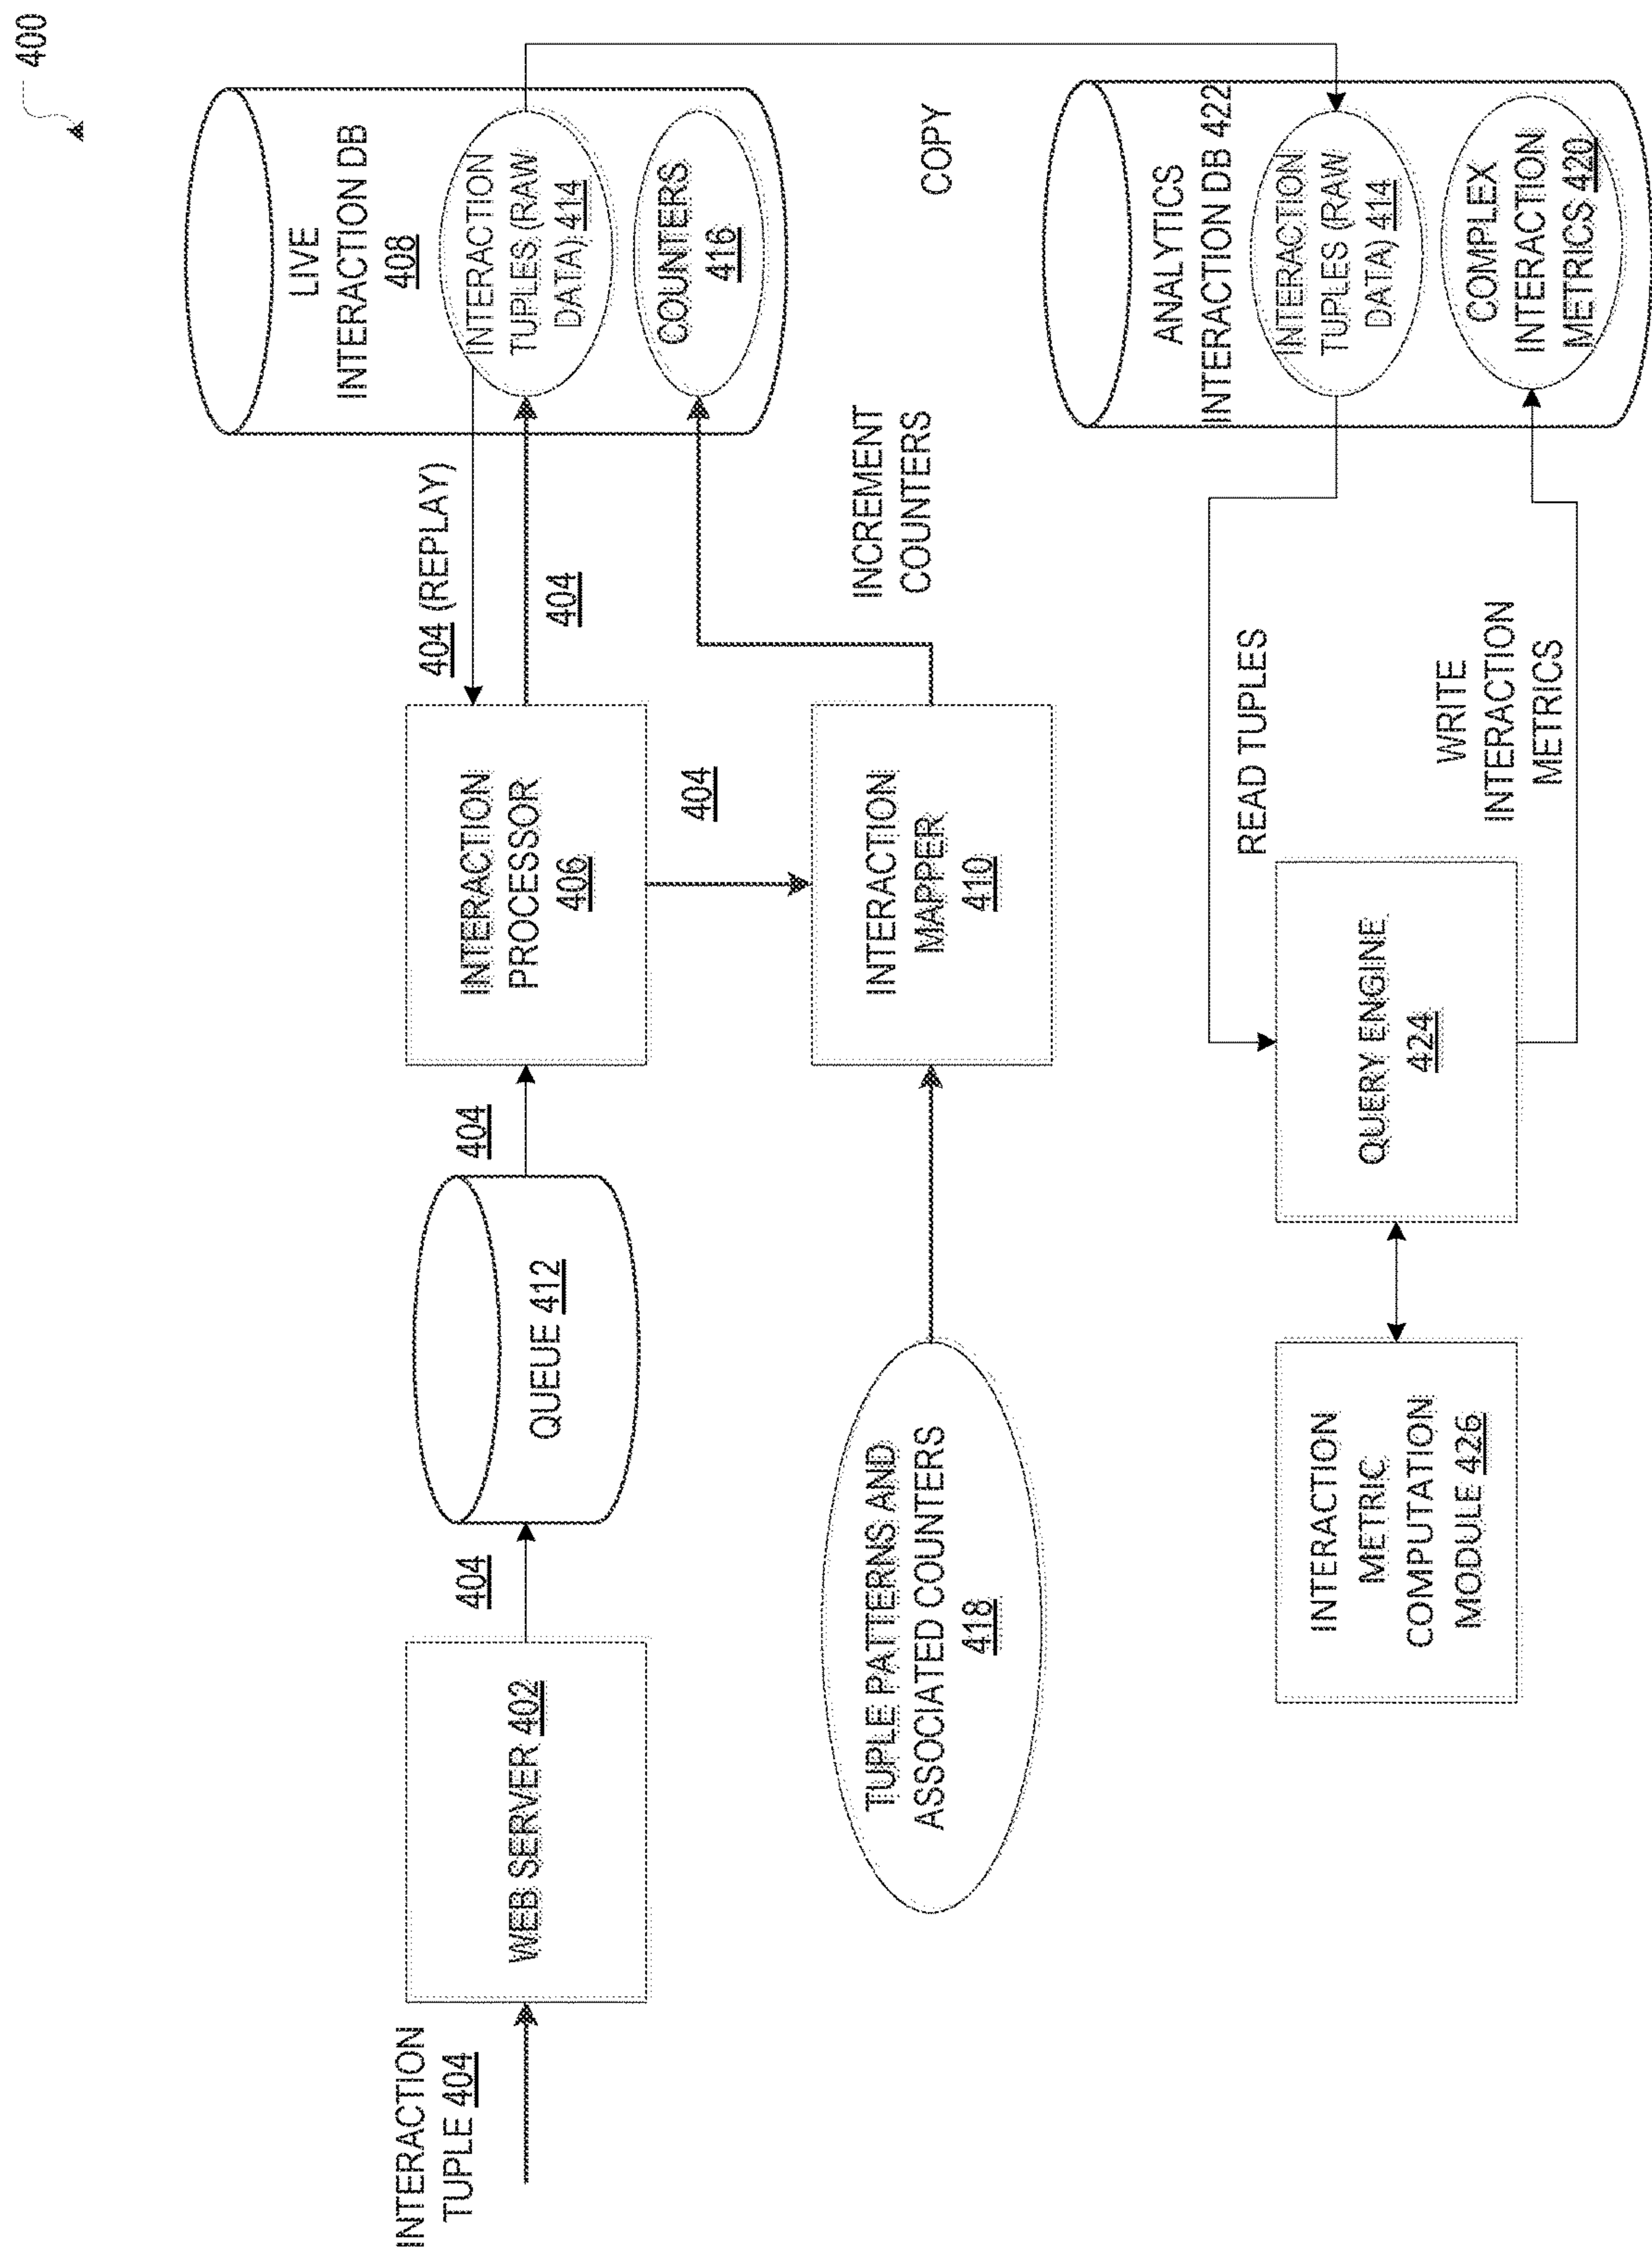 400
INTERACTION
TUPLE 404
WEB SERVER 402
404
QUEUE 412
404
INTERACTION
PROCESSOR
406
404 (REPLAY)
404
LIVE
INTERACTION DB
408
INTERACTION
TUPLES (RAW
DATA) 414
COUNTERS
416
404
TUPLE PATTERNS AND
ASSOCIATED COUNTERS
418
INTERACTION
MAPPER
410
INCREMENT
COUNTERS
COPY
INTERACTION
METRIC
COMPUTATION
MODULE 426
QUERY ENGINE
424
READ TUPLES
WRITE
INTERACTION
METRICS
ANALYTICS
INTERACTION DB 422
INTERACTION
TUPLES (RAW
DATA) 414
COMPLEX
INTERACTION
METRICS 420